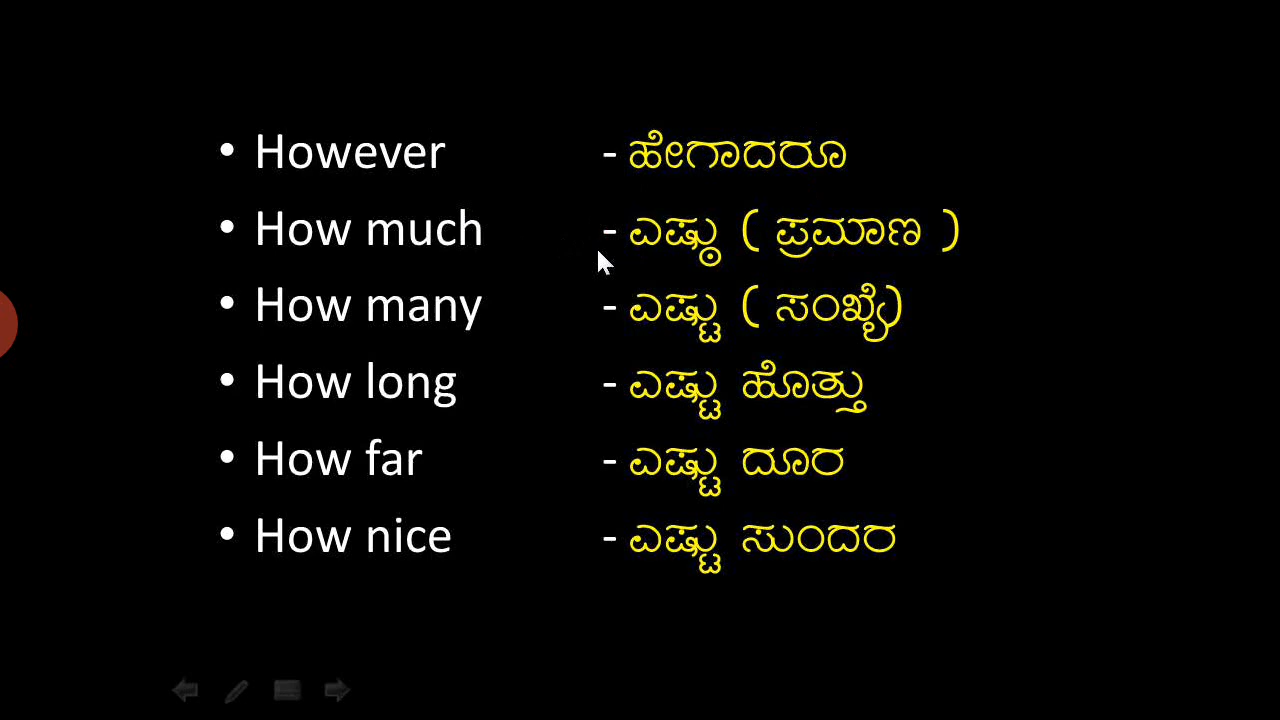 • However - ಹೇಗಾದರೂ
• How much - ಎಷ್ಠು ( ಪ್ರಮಾಣ )
• How many - ಎಷ್ಟು ( ಸಂಖ್ಯೆ)
• How long - ಎಷ್ಟು ಹೊತ್ತು
• How far - ಎಷ್ಟು ದೂರ
• How nice - ಎಷ್ಟು ಸುಂದರ